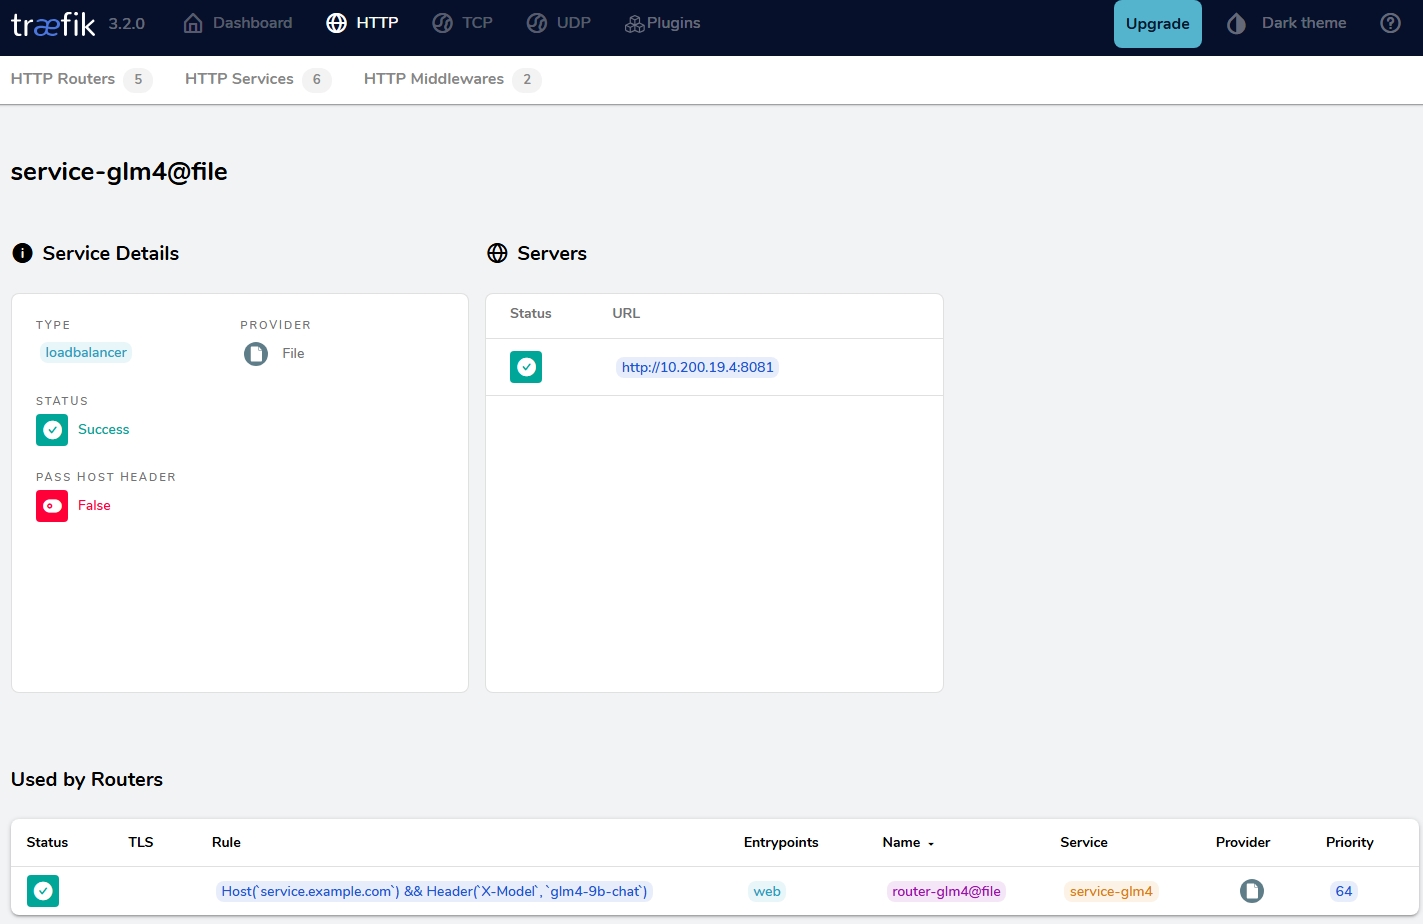 træfik 3.2.0 Dashboard HTTP TCP UDP Plugins Upgrade Dark theme
HTTP Routers 5 HTTP Services 6 HTTP Middlewares 2
service-glm4@file
Service Details
TYPE PROVIDER
loadbalancer File
STATUS
Success
PASS HOST HEADER
False
Servers
Status URL
http://10.200.19.4:8081
Used by Routers
Status TLS Rule Entrypoints Name Service Provider Priority
Host(`service.example.com`) && Header(`X-Model`, `glm4-9b-chat`) web router-glm4@file service-glm4 64